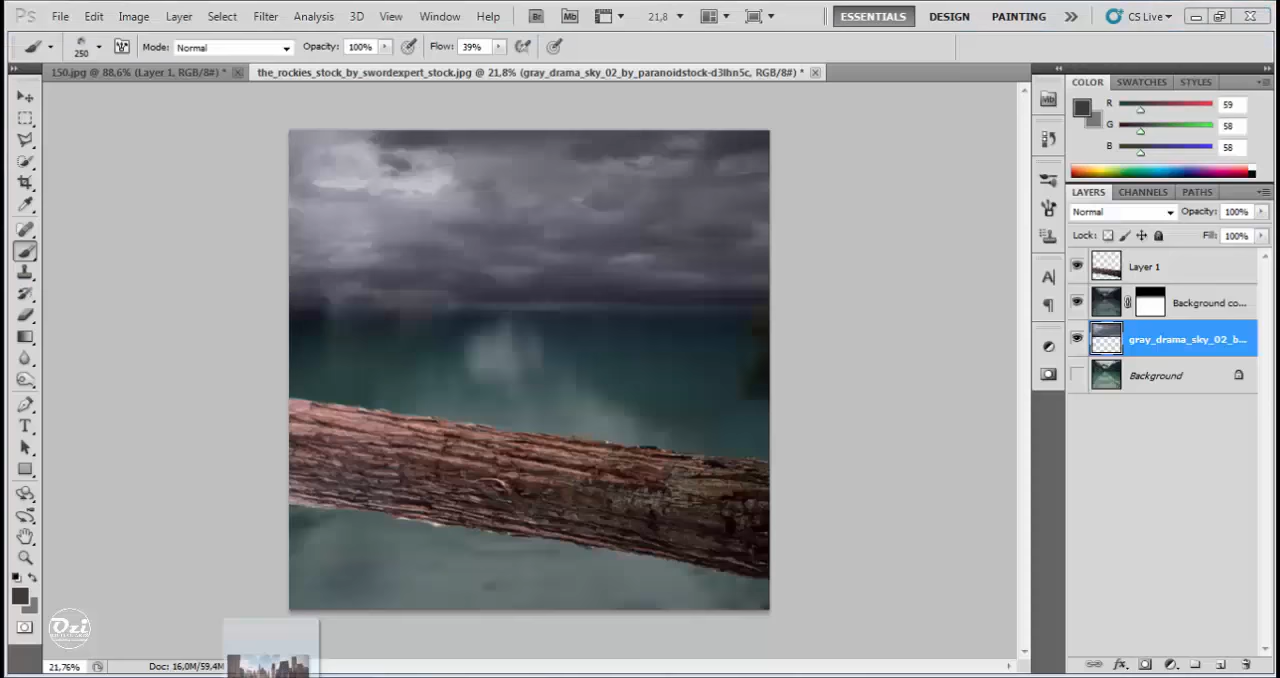 Ps File Edit Image Layer Select Filter Analysis 3D View Window Help Br Mb 21,8 ESSENTIALS DESIGN PAINTING CS Live
250 Mode: Normal Opacity: 100% Flow: 39%
150.jpg @ 88,6% (Layer 1, RGB/8#) * the_rockies_stock_by_swordexpert_stock.jpg @ 21,8% (gray_drama_sky_02_by_paranoidstock-d3lhn5c, RGB/8#) *
COLOR SWATCHES STYLES
R 59
G 58
B 58
LAYERS CHANNELS PATHS
Normal Opacity: 100%
Lock: Fill: 100%
Layer 1
Background co...
gray_drama_sky_02_b...
Background
Ozi
21,76% Doc: 16,0M/59,4M